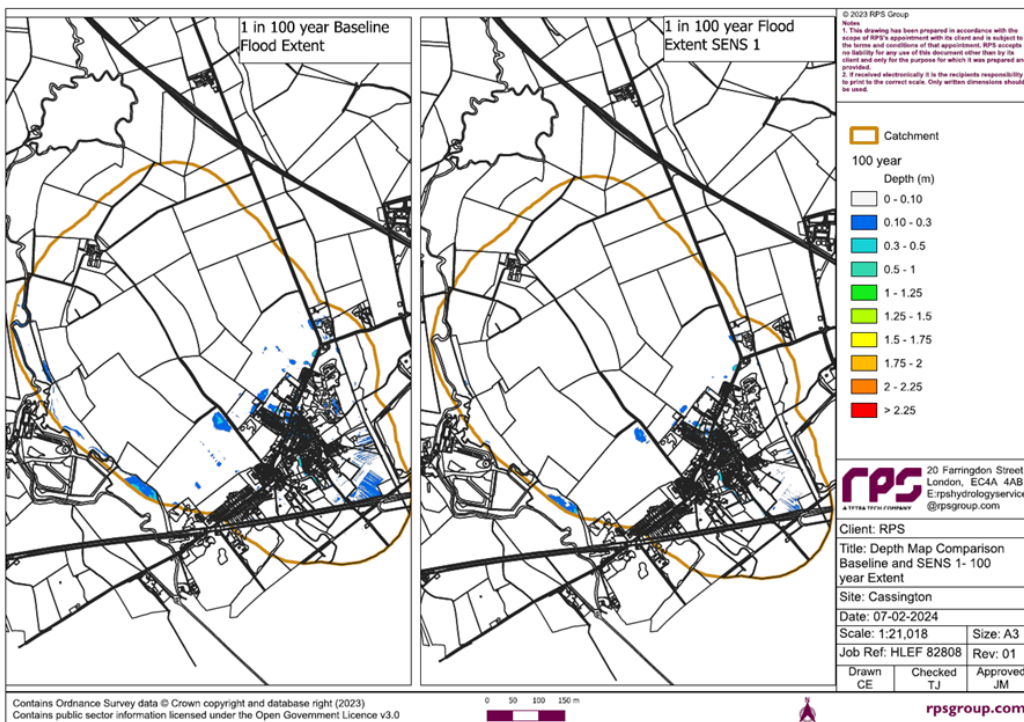 1 in 100 year Baseline
Flood Extent
1 in 100 year Flood
Extent SENS 1
© 2023 RPS Group
Notes
1. This drawing has been prepared in accordance with the
scope of RPS's appointment with its client and is subject to
the terms and conditions of that appointment. RPS accepts
no liability for any use of this document other than by its
client and only for the purpose for which it was prepared an
provided.
2. If received electronically it is the recipients responsibility
to print to the correct scale. Only written dimensions should
be used.
Catchment
100 year
Depth (m)
0 - 0.10
0.10 - 0.3
0.3 - 0.5
0.5 - 1
1 - 1.25
1.25 - 1.5
1.5 - 1.75
1.75 - 2
2 - 2.25
> 2.25
rps
A TETRA TECH COMPANY
20 Farringdon Street
London, EC4A 4AB
E:rpshydrologyservice
@rpsgroup.com
Client: RPS
Title: Depth Map Comparison
Baseline and SENS 1- 100
year Extent
Site: Cassington
Date: 07-02-2024
Scale: 1:21,018 Size: A3
Job Ref: HLEF 82808 Rev: 01
Drawn Checked Approved
CE TJ JM
Contains Ordnance Survey data © Crown copyright and database right (2023)
Contains public sector information licensed under the Open Government Licence v3.0
0 50 100 150 m
N
rpsgroup.com